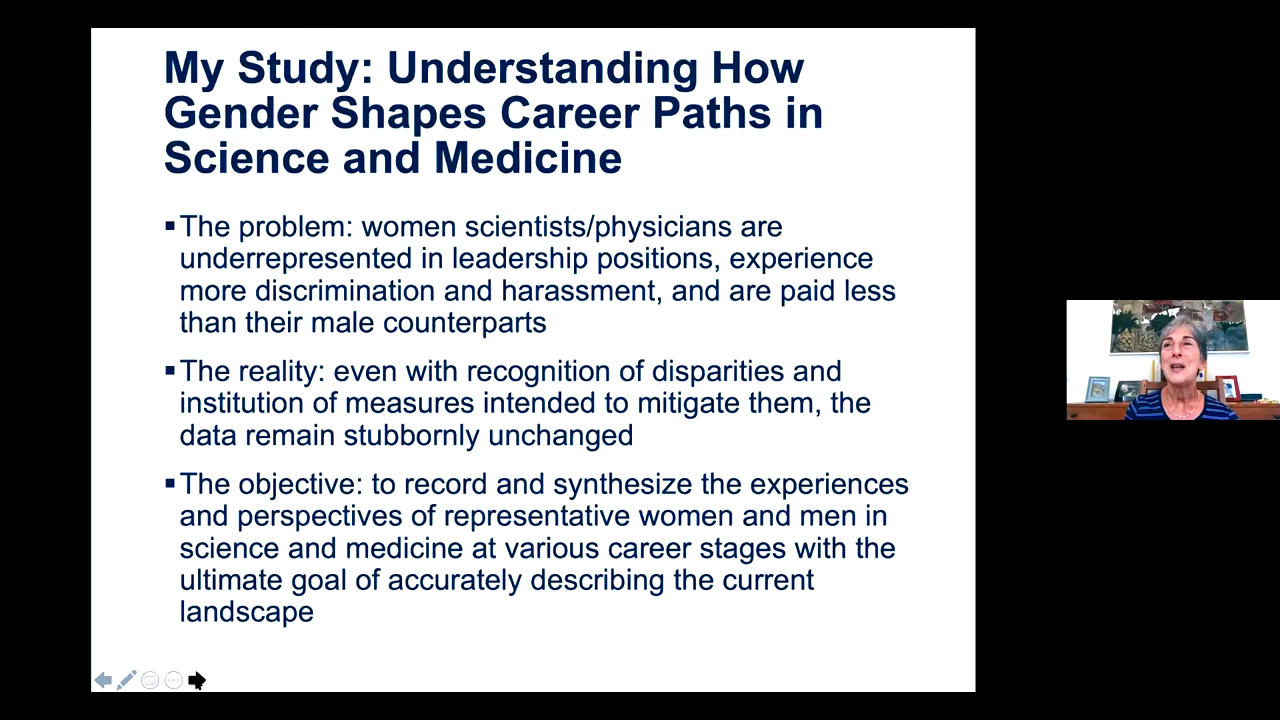 My Study: Understanding How
Gender Shapes Career Paths in
Science and Medicine
▪The problem: women scientists/physicians are
underrepresented in leadership positions, experience
more discrimination and harassment, and are paid less
than their male counterparts
▪The reality: even with recognition of disparities and
institution of measures intended to mitigate them, the
data remain stubbornly unchanged
▪The objective: to record and synthesize the experiences
and perspectives of representative women and men in
science and medicine at various career stages with the
ultimate goal of accurately describing the current
landscape